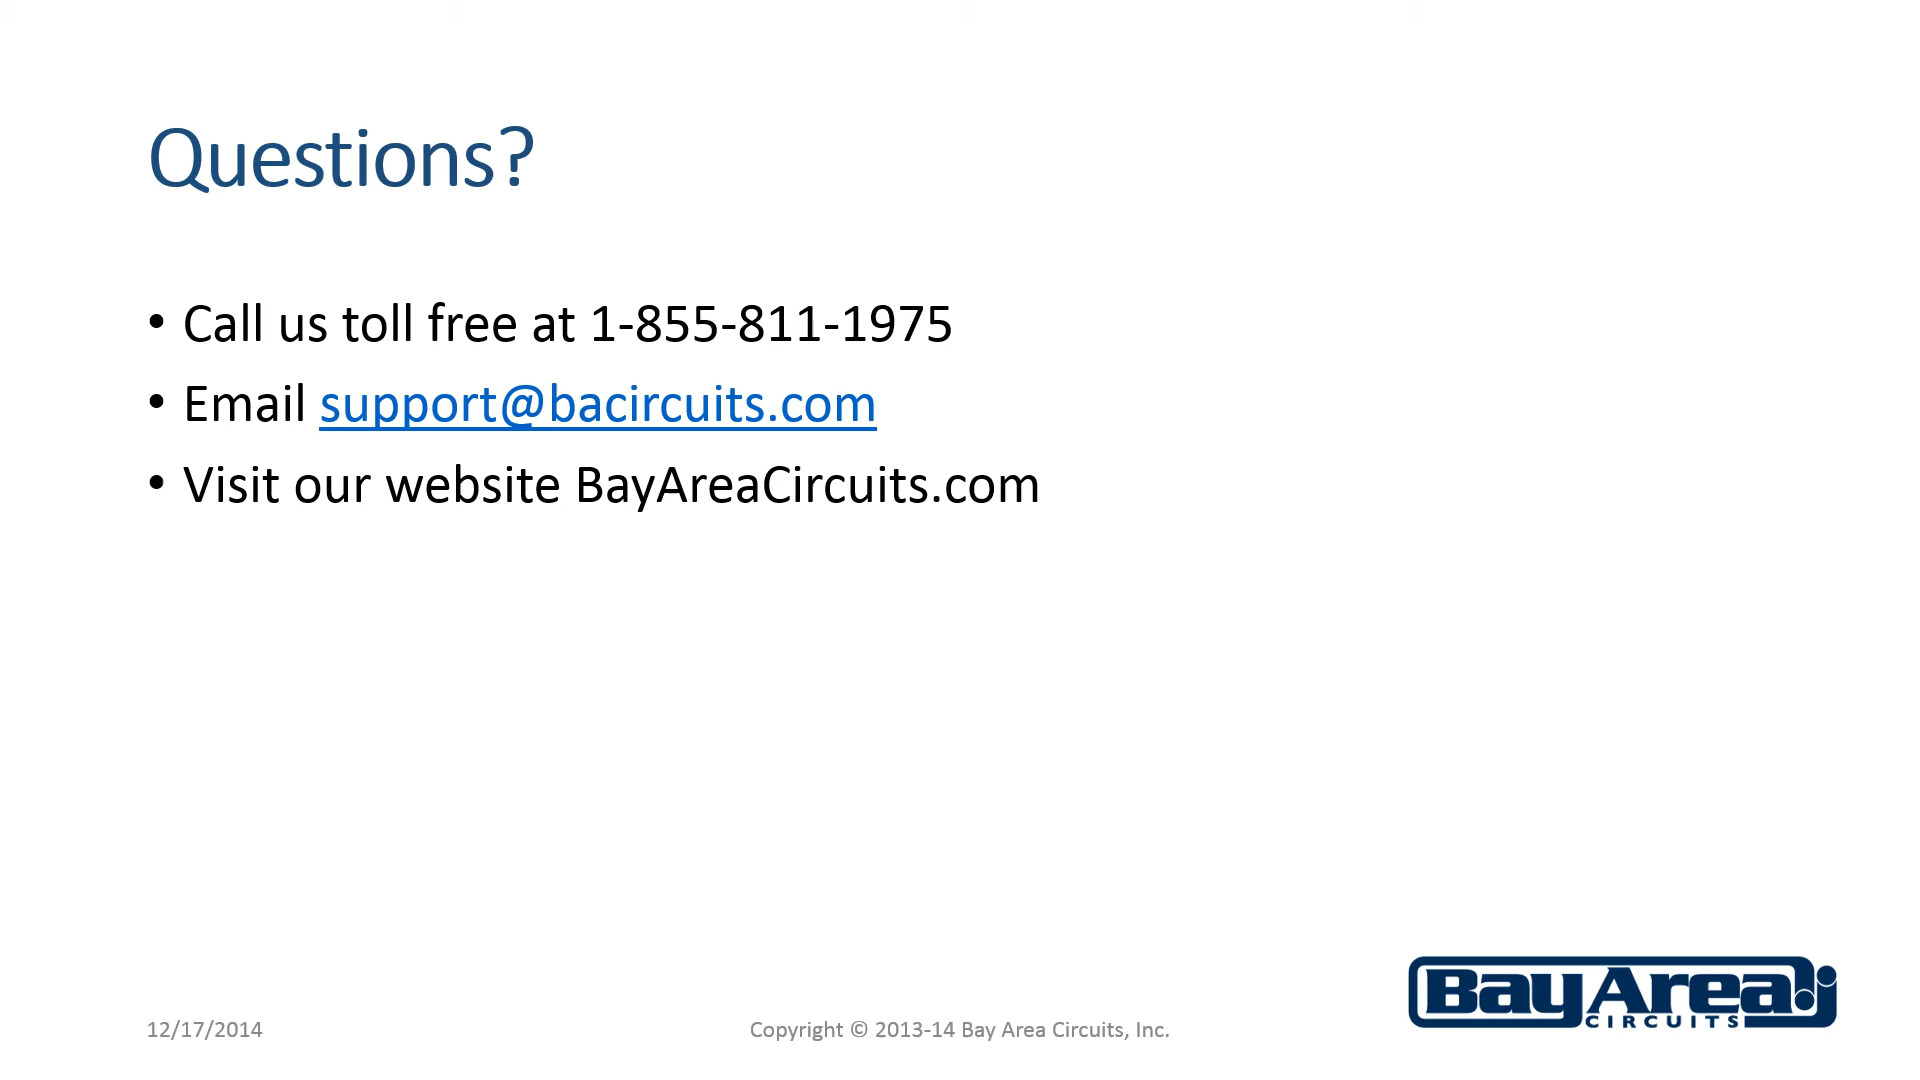 Questions?
• Call us toll free at 1-855-811-1975
• Email support@bacircuits.com
• Visit our website BayAreaCircuits.com
12/17/2014
Copyright © 2013-14 Bay Area Circuits, Inc.
Bay Area
CIRCUITS